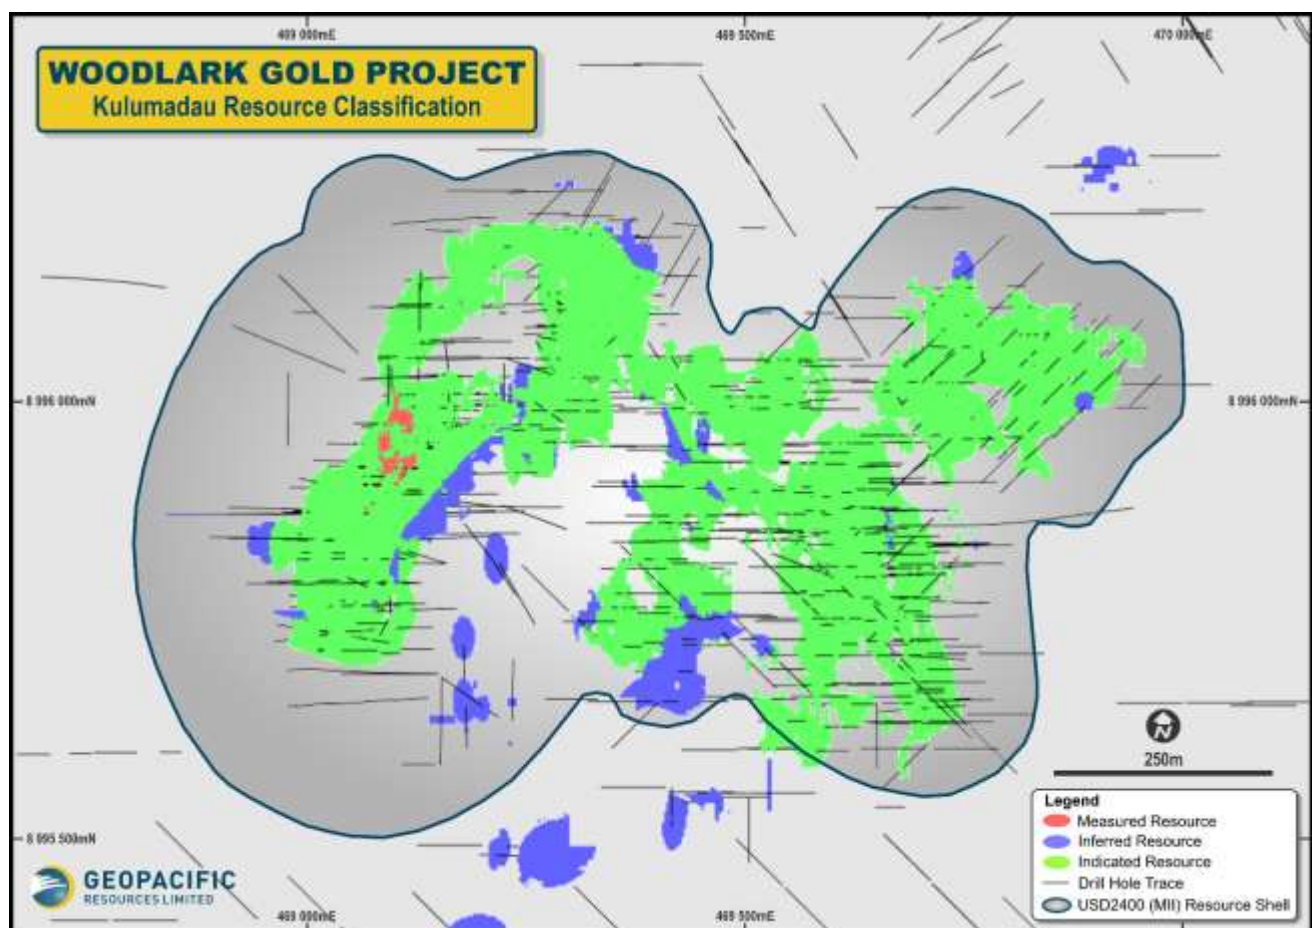 469 000mE
469 500mE
470 000mE
WOODLARK GOLD PROJECT
Kulumadau Resource Classification
8 996 000mN
8 996 000mN
N
250m
Legend
Measured Resource
Inferred Resource
Indicated Resource
Drill Hole Trace
USD2400 (MII) Resource Shell
8 995 500mN
GEOPACIFIC
RESOURCES LIMITED
469 000mE
469 500mE